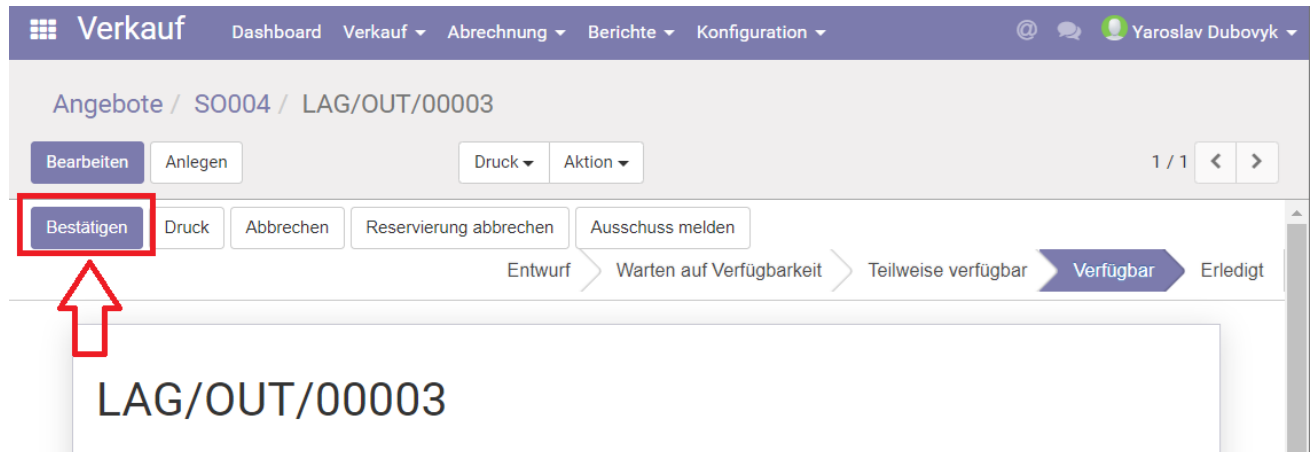 Verkauf Dashboard Verkauf Abrechnung Berichte Konfiguration @ Yaroslav Dubovyk
Angebote / SO004 / LAG/OUT/00003
Bearbeiten Anlegen Druck Aktion 1 / 1
Bestätigen Druck Abbrechen Reservierung abbrechen Ausschuss melden
Entwurf Warten auf Verfügbarkeit Teilweise verfügbar Verfügbar Erledigt
LAG/OUT/00003